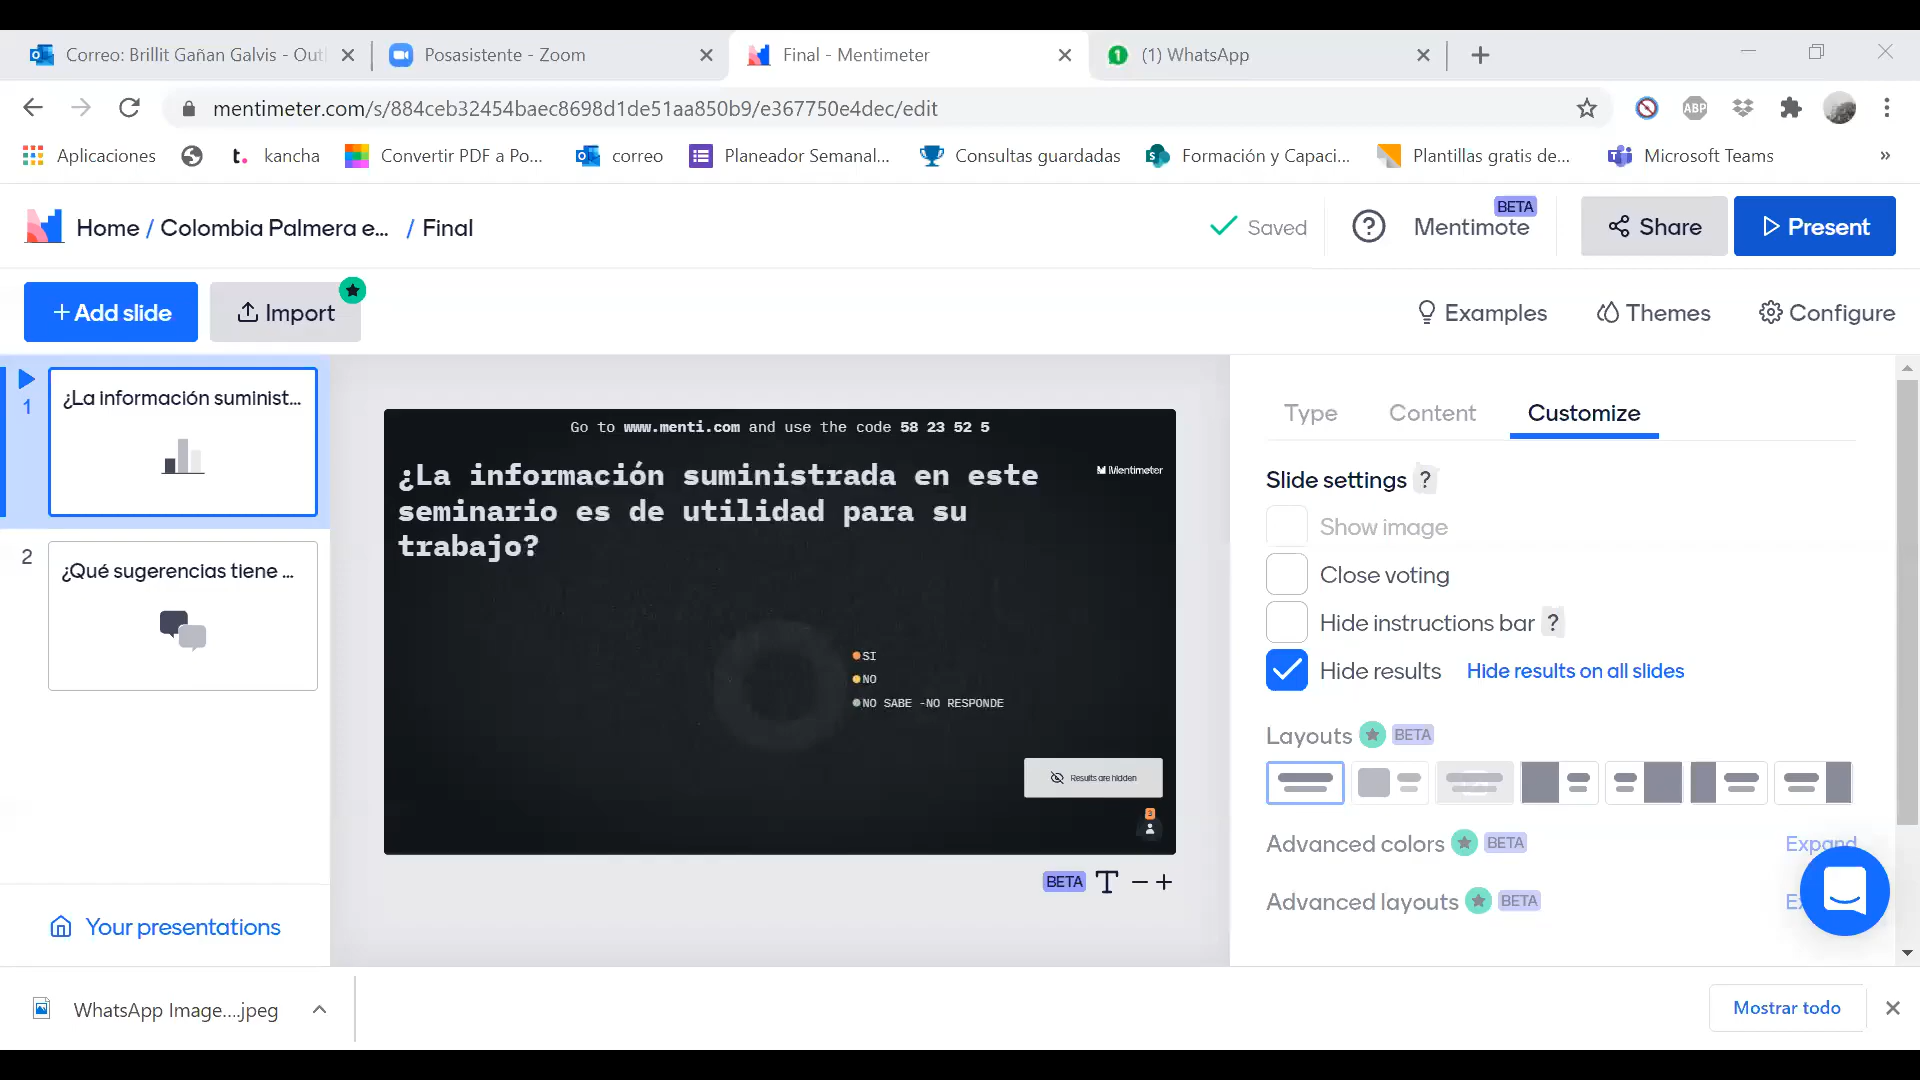 Correo: Brillit Gañan Galvis - Out
Posasistente - Zoom
Final - Mentimeter
1
(1) WhatsApp
mentimeter.com/s/884ceb32454baec8698d1de51aa850b9/e367750e4dec/edit
ABP
Aplicaciones
t.
kancha
Convertir PDF a Po...
correo
Planeador Semanal...
Consultas guardadas
Formación y Capaci...
Plantillas gratis de...
Microsoft Teams
»
Home / Colombia Palmera e... / Final
Saved
?
Mentimote
BETA
Share
Present
+ Add slide
Import
Examples
Themes
Configure
1
¿La información suminist...
2
¿Qué sugerencias tiene ...
Your presentations
Go to www.menti.com and use the code 58 23 52 5
¿La información suministrada en este
seminario es de utilidad para su
trabajo?
Mentimeter
SI
NO
NO SABE -NO RESPONDE
Results are hidden
3
BETA
T
Type
Content
Customize
Slide settings ?
Show image
Close voting
Hide instructions bar ?
Hide results
Hide results on all slides
Layouts
BETA
Advanced colors
BETA
Expand
Advanced layouts
BETA
WhatsApp Image....jpeg
Mostrar todo